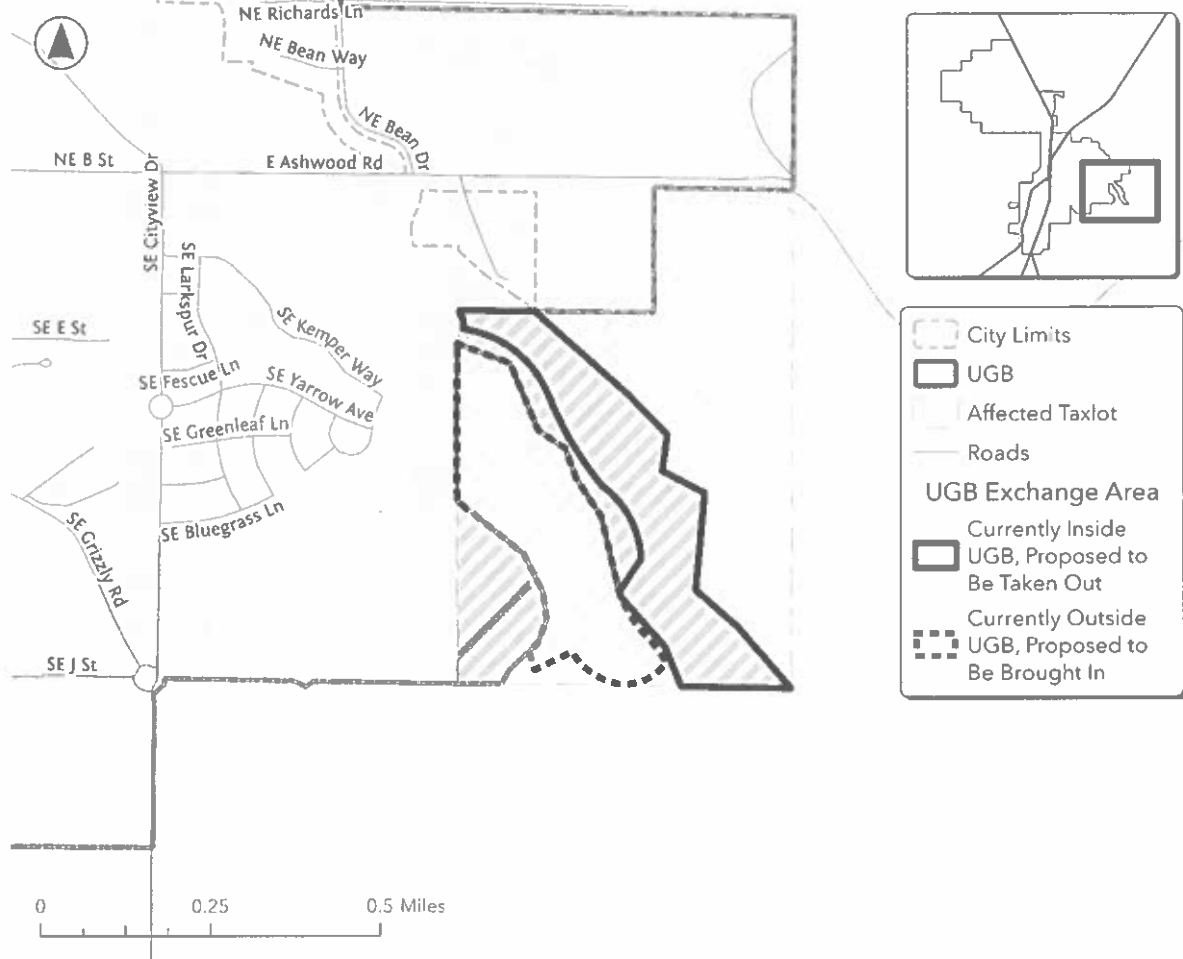 NE Richards Ln
NE Bean Way
NE Bean Dr
NE B St
E Ashwood Rd
SE Cityview Dr
SE Larkspur Dr
SE Kemper Way
SE E St
SE Fescue Ln
SE Yarrow Ave
SE Greenleaf Ln
SE Bluegrass Ln
SE Grizzly Rd
SE J St
0 0.25 0.5 Miles
City Limits
UGB
Affected Taxlot
Roads
UGB Exchange Area
Currently Inside
UGB, Proposed to
Be Taken Out
Currently Outside
UGB, Proposed to
Be Brought In